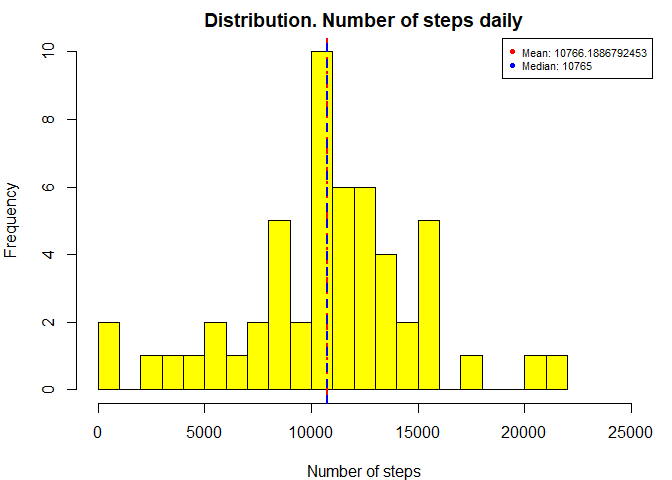 Distribution. Number of steps daily
Mean: 10766.1886792453
Median: 10765
Frequency
10
8
6
4
2
0
0 5000 10000 15000 20000 25000
Number of steps